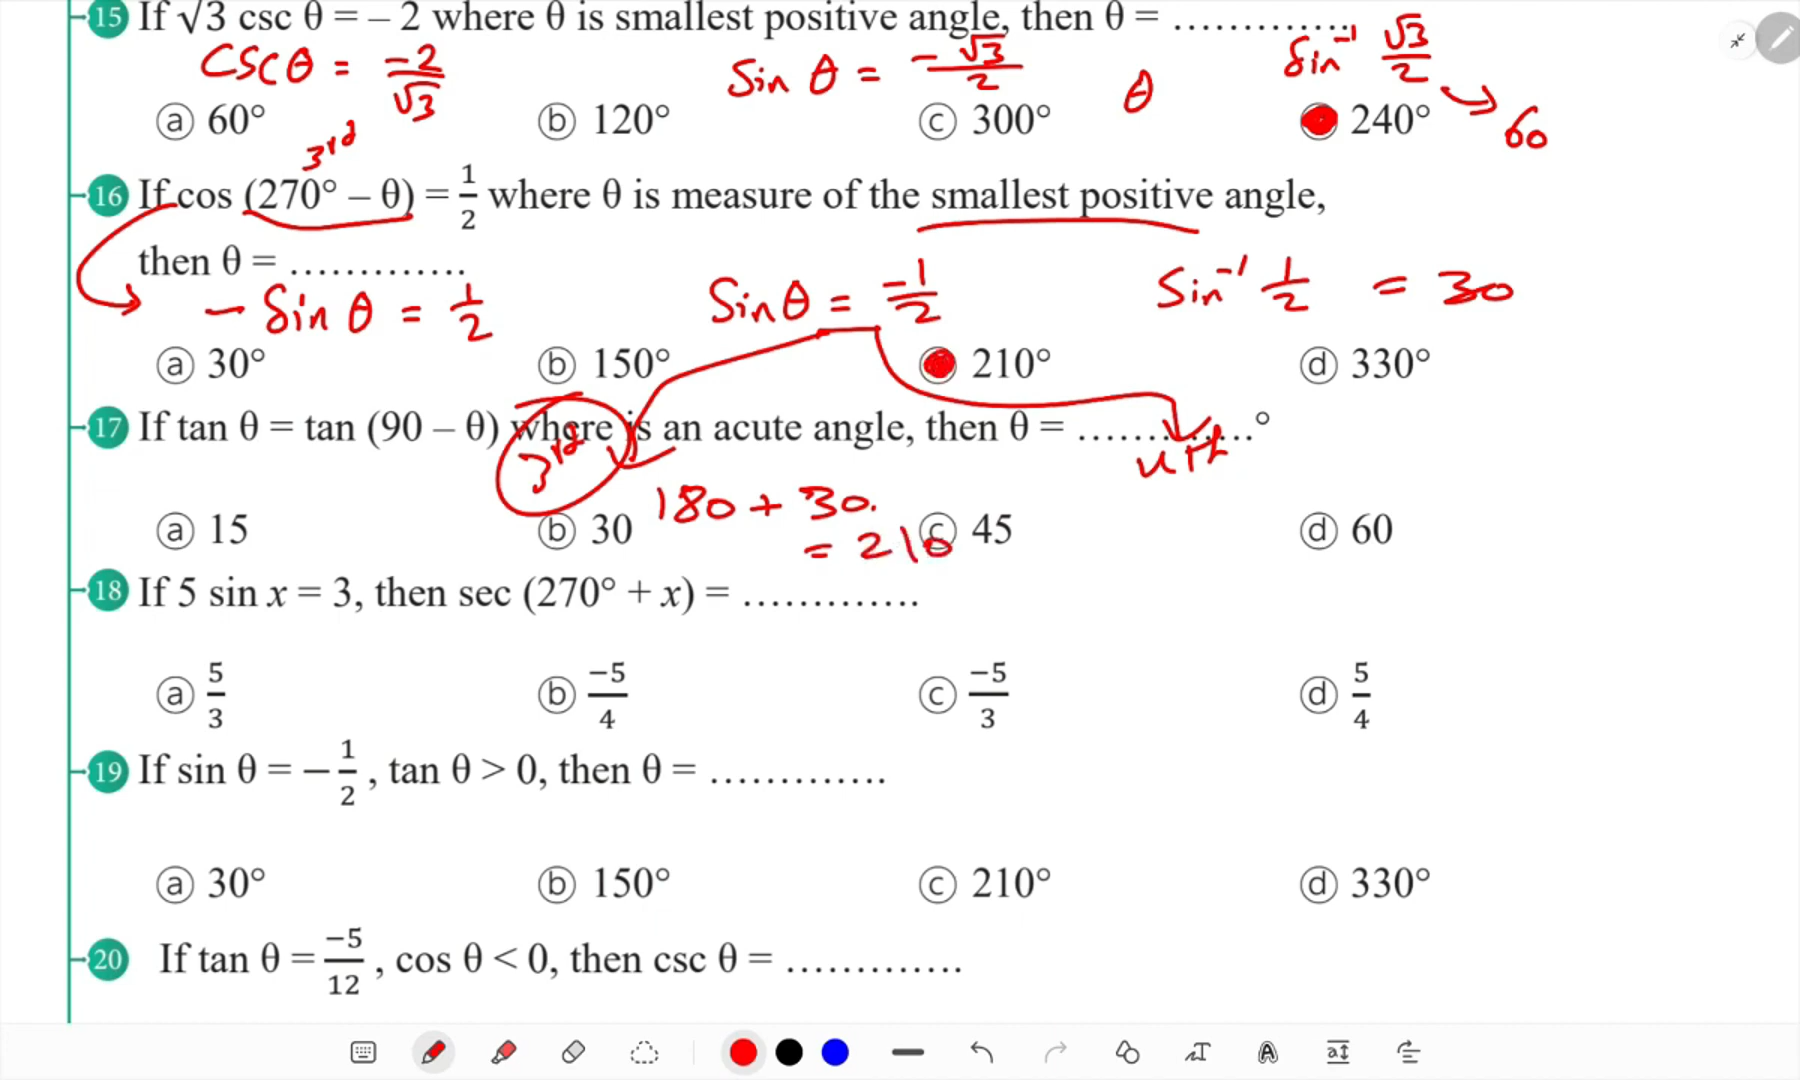 15 If √3 csc θ = – 2 where θ is smallest positive angle, then θ = .............
csc θ = -2/√3
sin θ = -√3/2
θ
sin⁻¹ √3/2 → 60
ⓐ 60° ⓑ 120° ⓒ 300° 240°
3rd
16 If cos (270° – θ) = 1/2 where θ is measure of the smallest positive angle,
then θ = .............
- sin θ = 1/2
sin θ = -1/2
sin⁻¹ 1/2 = 30
ⓐ 30° ⓑ 150° 210° ⓓ 330°
17 If tan θ = tan (90 – θ) where is an acute angle, then θ = .............°
3rd
4th
180 + 30.
= 210
ⓐ 15 ⓑ 30 ⓒ 45 ⓓ 60
18 If 5 sin x = 3, then sec (270° + x) = .............
ⓐ 5/3 ⓑ −5/4 ⓒ −5/3 ⓓ 5/4
19 If sin θ = − 1/2 , tan θ > 0, then θ = .............
ⓐ 30° ⓑ 150° ⓒ 210° ⓓ 330°
20 If tan θ = −5/12 , cos θ < 0, then csc θ = .............